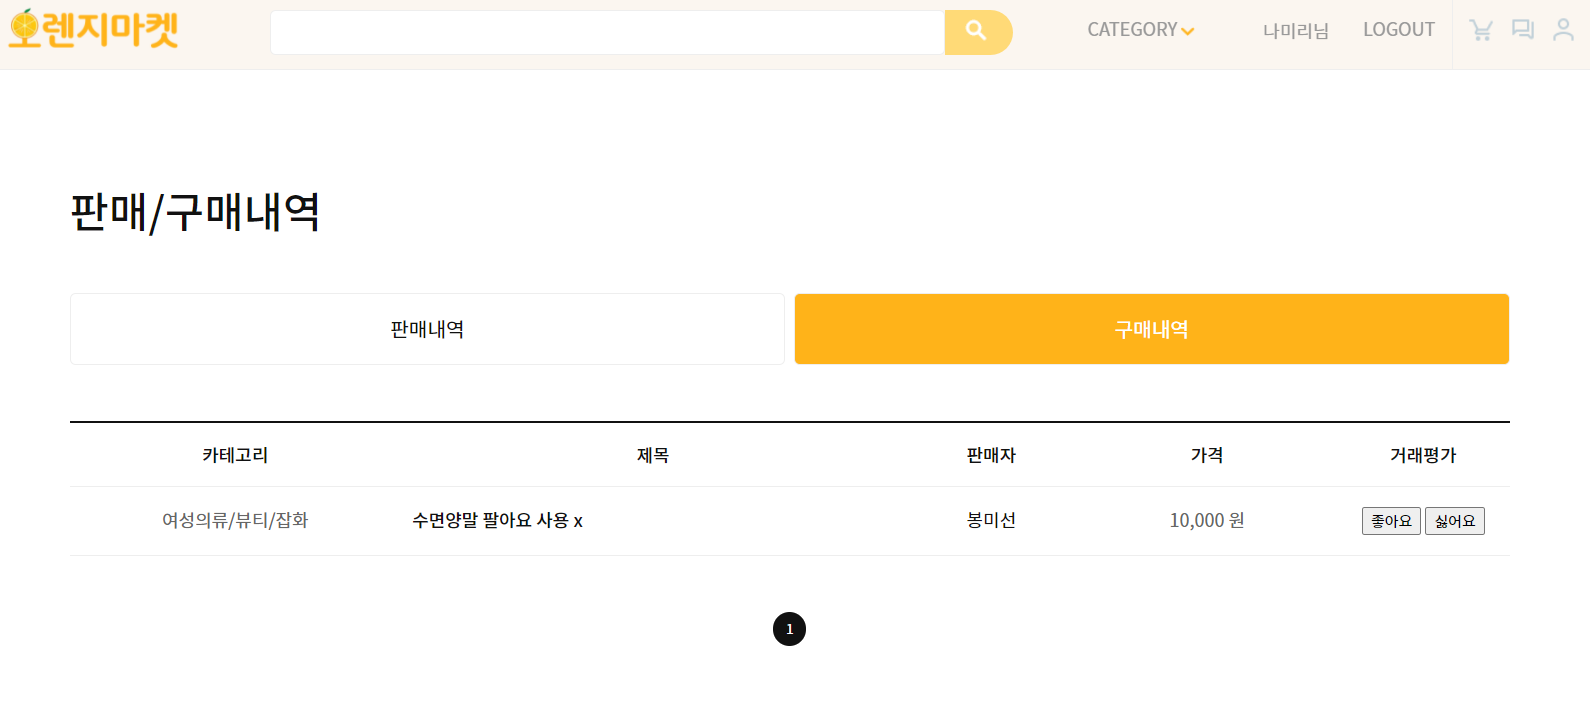 오렌지마켓
CATEGORY 나미리님 LOGOUT
판매/구매내역
판매내역 구매내역
카테고리 제목 판매자 가격 거래평가
여성의류/뷰티/잡화 수면양말 팔아요 사용 x 봉미선 10,000 원 좋아요 싫어요
1